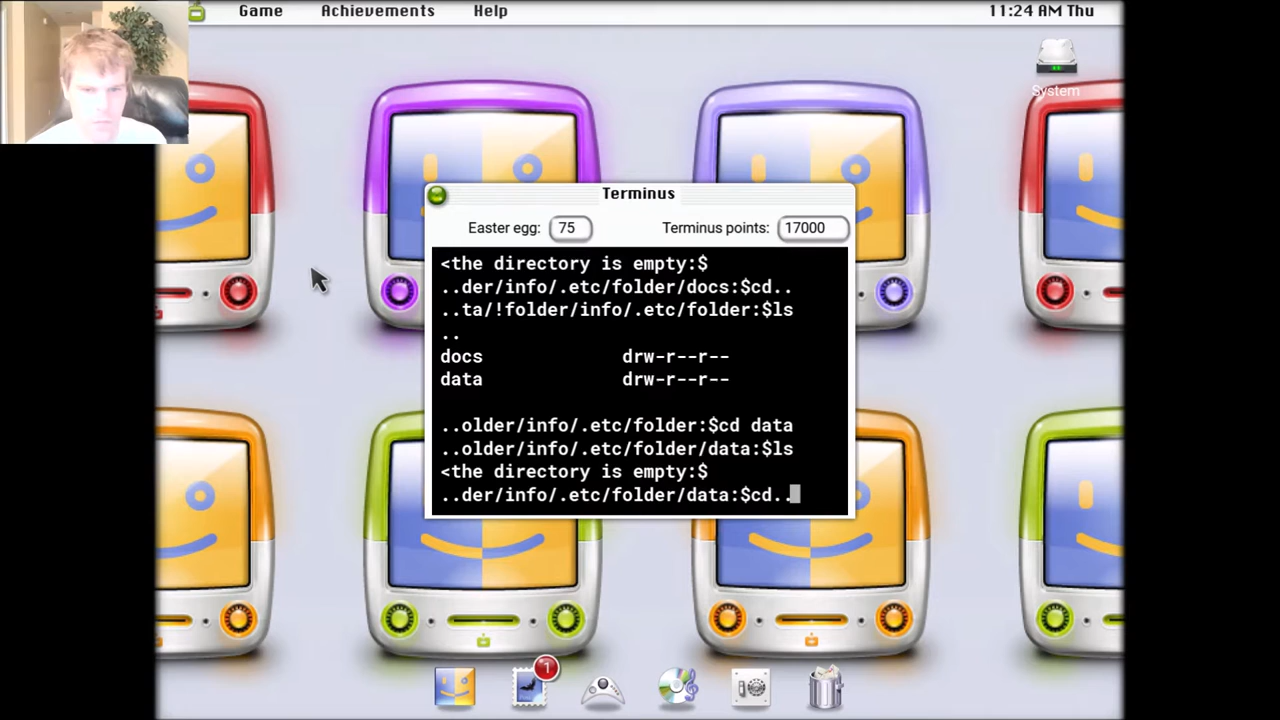 Game Achievements Help 11:24 AM Thu
System
Terminus
Easter egg: 75 Terminus points: 17000
<the directory is empty:$
..der/info/.etc/folder/docs:$cd..
..ta/!folder/info/.etc/folder:$ls
..
docs drw-r--r--
data drw-r--r--
..older/info/.etc/folder:$cd data
..older/info/.etc/folder/data:$ls
<the directory is empty:$
..der/info/.etc/folder/data:$cd..
1